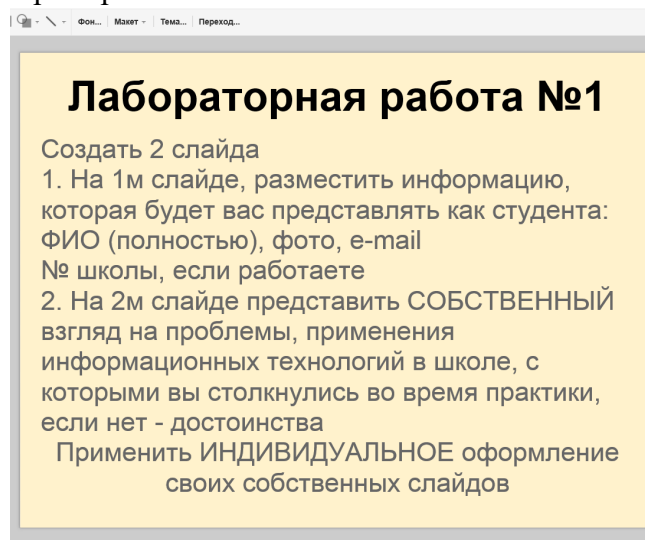 Фон... Макет Тема... Переход...
Лабораторная работа №1
Создать 2 слайда
1. На 1м слайде, разместить информацию,
которая будет вас представлять как студента:
ФИО (полностью), фото, e-mail
№ школы, если работаете
2. На 2м слайде представить СОБСТВЕННЫЙ
взгляд на проблемы, применения
информационных технологий в школе, с
которыми вы столкнулись во время практики,
если нет - достоинства
Применить ИНДИВИДУАЛЬНОЕ оформление
своих собственных слайдов